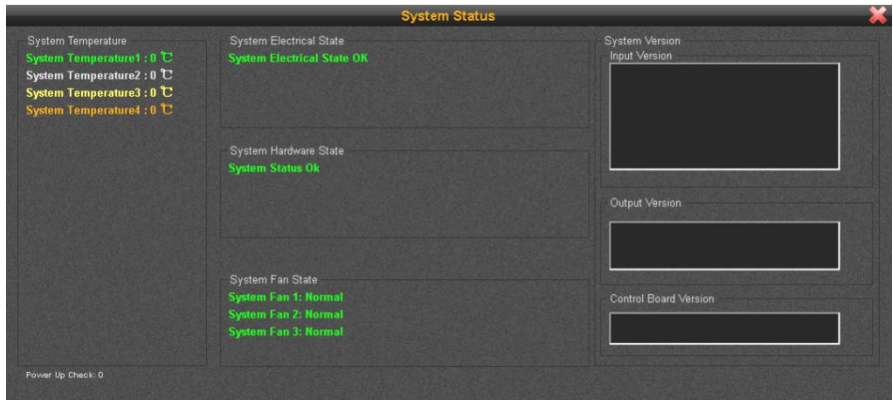 System Status
System Temperature
System Temperature1 : 0 ℃
System Temperature2 : 0 ℃
System Temperature3 : 0 ℃
System Temperature4 : 0 ℃
Power Up Check: 0
System Electrical State
System Electrical State OK
System Hardware State
System Status Ok
System Fan State
System Fan 1: Normal
System Fan 2: Normal
System Fan 3: Normal
System Version
Input Version
Output Version
Control Board Version